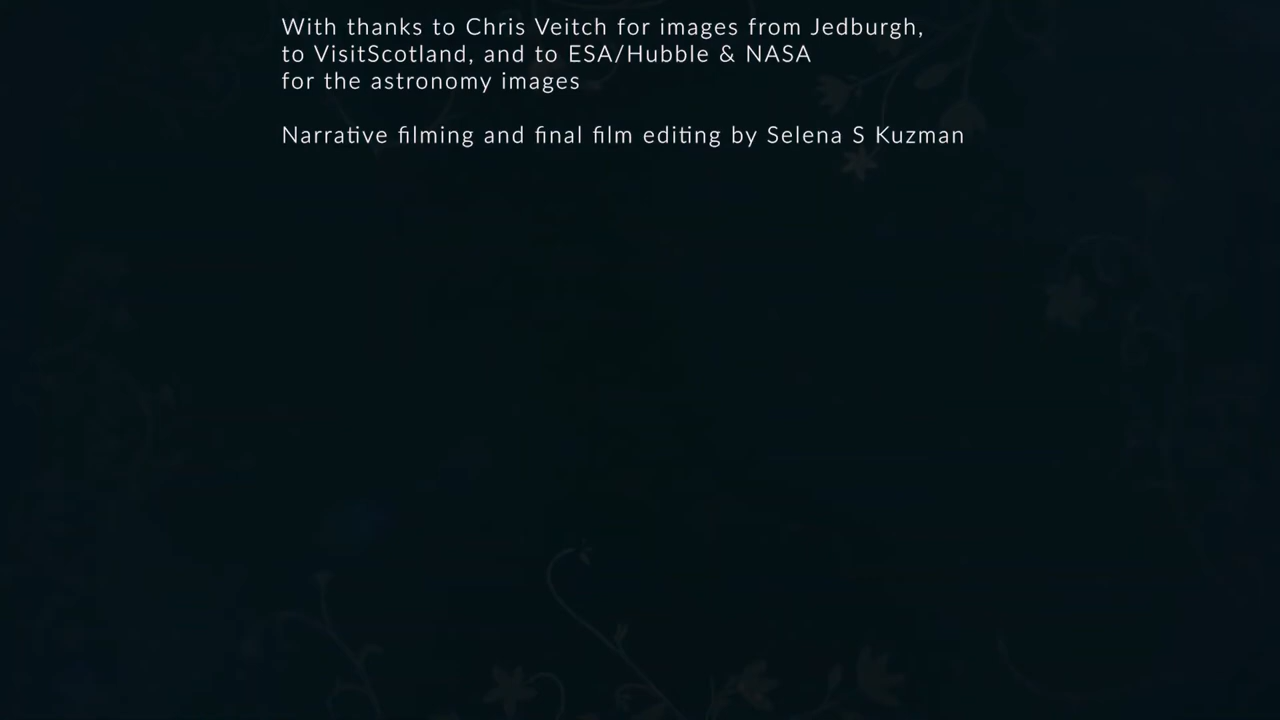 With thanks to Chris Veitch for images from Jedburgh,
to VisitScotland, and to ESA/Hubble & NASA
for the astronomy images
Narrative filming and final film editing by Selena S Kuzman